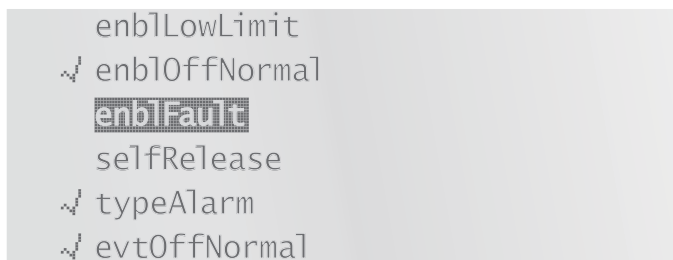 enblLowLimit
enblOffNormal
enblFault
selfRelease
typeAlarm
evtOffNormal